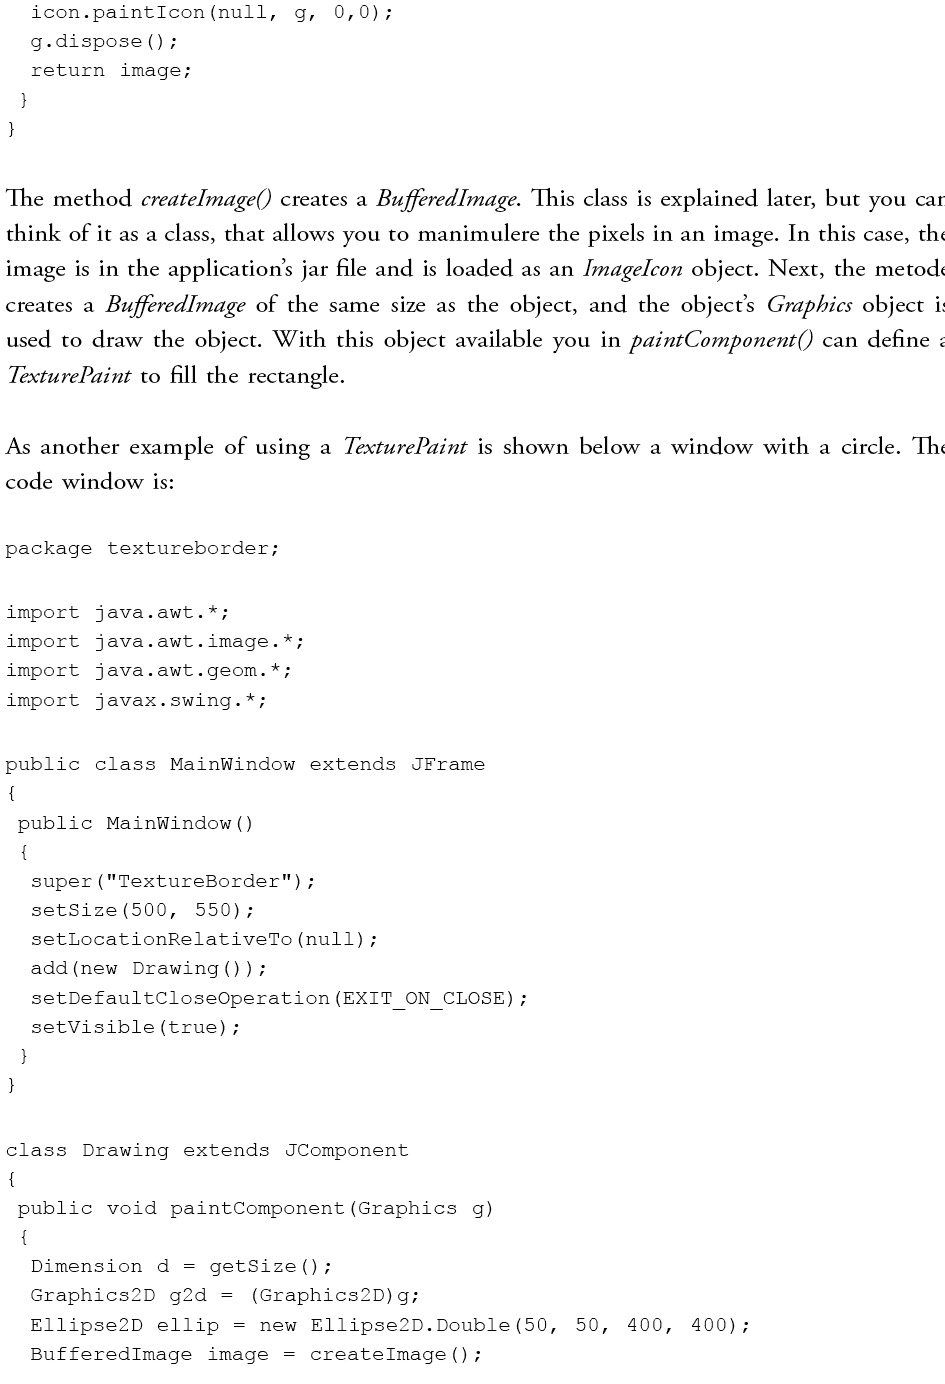 icon.paintIcon(null, g, 0,0);
g.dispose();
return image;
}
}
The method createImage() creates a BufferedImage. This class is explained later, but you can
think of it as a class, that allows you to manimulere the pixels in an image. In this case, the
image is in the application's jar file and is loaded as an ImageIcon object. Next, the metode
creates a BufferedImage of the same size as the object, and the object's Graphics object is
used to draw the object. With this object available you in paintComponent() can define a
TexturePaint to fill the rectangle.
As another example of using a TexturePaint is shown below a window with a circle. The
code window is:
package textureborder;
import java.awt.*;
import java.awt.image.*;
import java.awt.geom.*;
import javax.swing.*;
public class MainWindow extends JFrame
{
public MainWindow()
{
super("TextureBorder");
setSize(500, 550);
setLocationRelativeTo(null);
add(new Drawing());
setDefaultCloseOperation(EXIT_ON_CLOSE);
setVisible(true);
}
}
class Drawing extends JComponent
{
public void paintComponent(Graphics g)
{
Dimension d = getSize();
Graphics2D g2d = (Graphics2D)g;
Ellipse2D ellip = new Ellipse2D.Double(50, 50, 400, 400);
BufferedImage image = createImage();